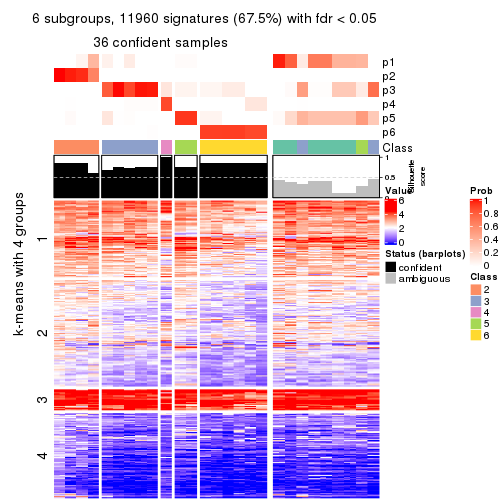 6 subgroups, 11960 signatures (67.5%) with fdr < 0.05
36 confident samples
p1
p2
p3
p4
p5
p6
Class
1
0.5
0
Silhouette
score
k-means with 4 groups
1
2
3
4
Value
6
4
2
0
Status (barplots)
confident
ambiguous
Prob
1
0.8
0.6
0.4
0.2
0
Class
2
3
4
5
6